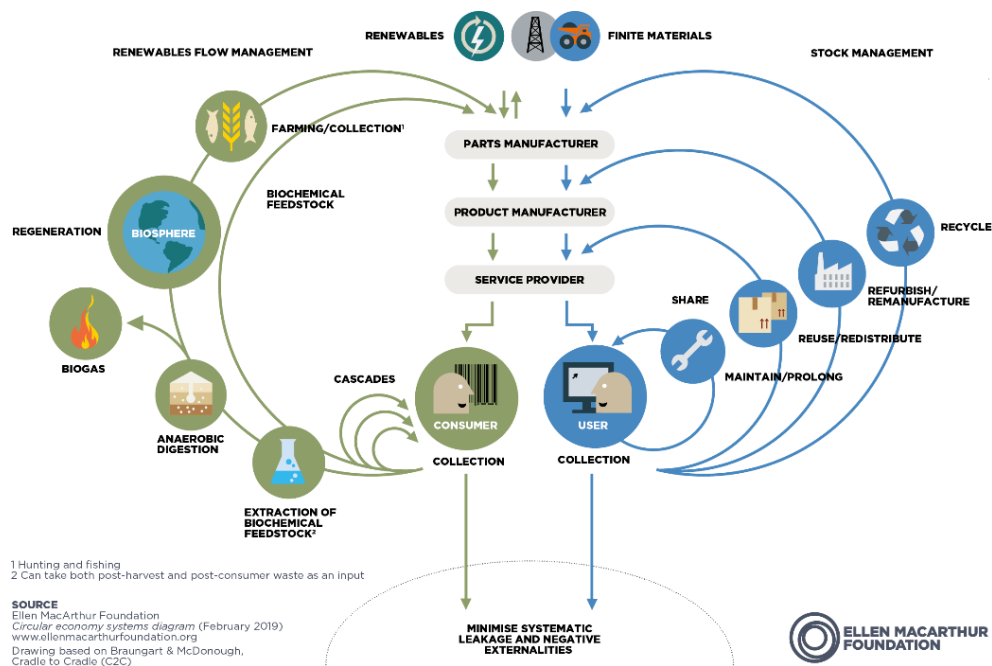 RENEWABLES
FINITE MATERIALS
RENEWABLES FLOW MANAGEMENT
STOCK MANAGEMENT
FARMING/COLLECTION¹
PARTS MANUFACTURER
BIOCHEMICAL
FEEDSTOCK
PRODUCT MANUFACTURER
REGENERATION
BIOSPHERE
RECYCLE
SERVICE PROVIDER
SHARE
REFURBISH/
REMANUFACTURE
REUSE/REDISTRIBUTE
BIOGAS
CASCADES
MAINTAIN/PROLONG
CONSUMER
USER
ANAEROBIC
DIGESTION
COLLECTION
COLLECTION
EXTRACTION OF
BIOCHEMICAL
FEEDSTOCK²
1 Hunting and fishing
2 Can take both post-harvest and post-consumer waste as an input
SOURCE
Ellen MacArthur Foundation
Circular economy systems diagram (February 2019)
www.ellenmacarthurfoundation.org
Drawing based on Braungart & McDonough,
Cradle to Cradle (C2C)
MINIMISE SYSTEMATIC
LEAKAGE AND NEGATIVE
EXTERNALITIES
ELLEN MACARTHUR
FOUNDATION